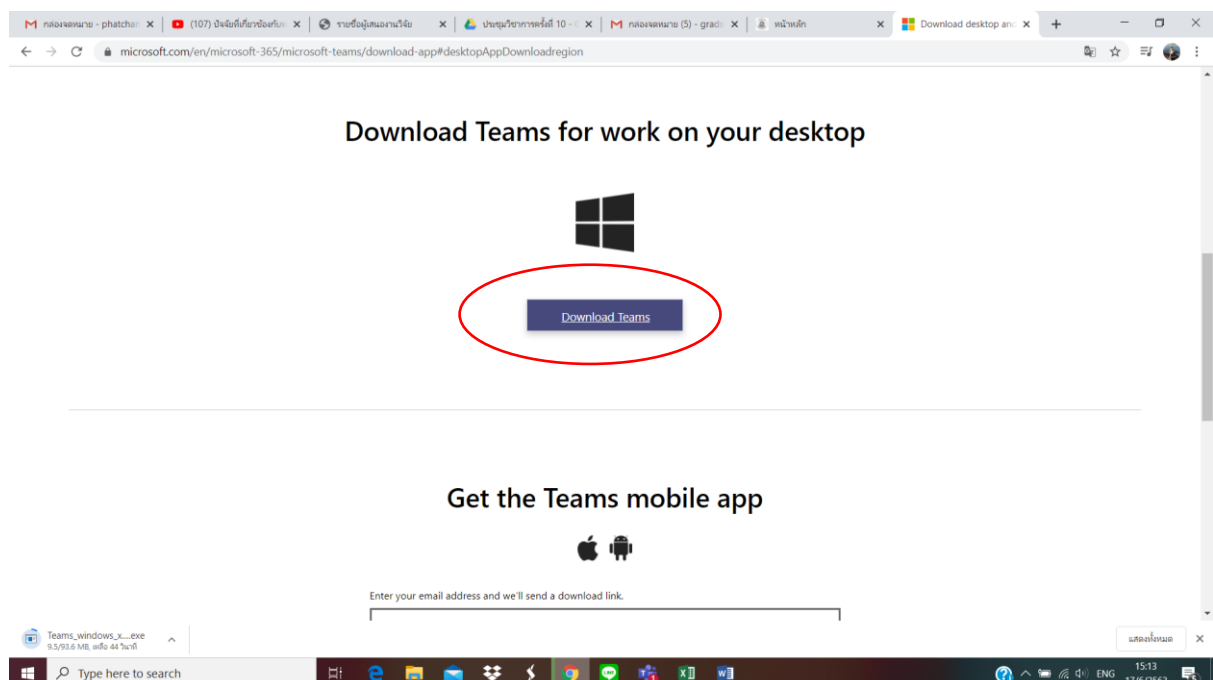 กล่องจดหมาย - phatchar
(107) ปัจจัยที่เกี่ยวข้องกับก
รายชื่อผู้เสนองานวิจัย
ประชุมวิชาการครั้งที่ 10 - G
กล่องจดหมาย (5) - grads
หน้าหลัก
Download desktop and
microsoft.com/en/microsoft-365/microsoft-teams/download-app#desktopAppDownloadregion
Download Teams for work on your desktop
Download Teams
Get the Teams mobile app
Enter your email address and we'll send a download link.
Teams_windows_x....exe
9.5/93.6 MB, เหลือ 44 วินาที
แสดงทั้งหมด
Type here to search
ENG
15:13
17/6/2563